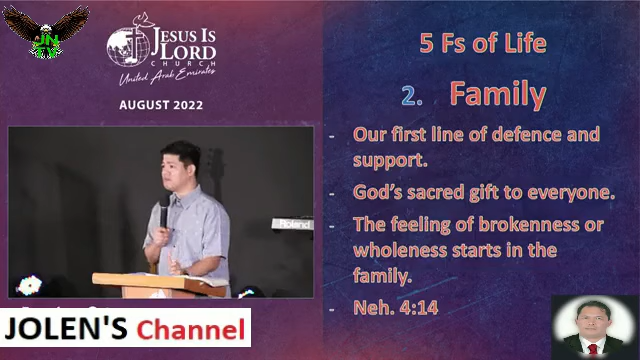 JN
TV
JESUS IS
LORD
CHURCH
United Arab Emirates
AUGUST 2022
Roland
JOLEN'S Channel
5 Fs of Life
2. Family
- Our first line of defence and
support.
- God's sacred gift to everyone.
- The feeling of brokenness or
wholeness starts in the
family.
- Neh. 4:14